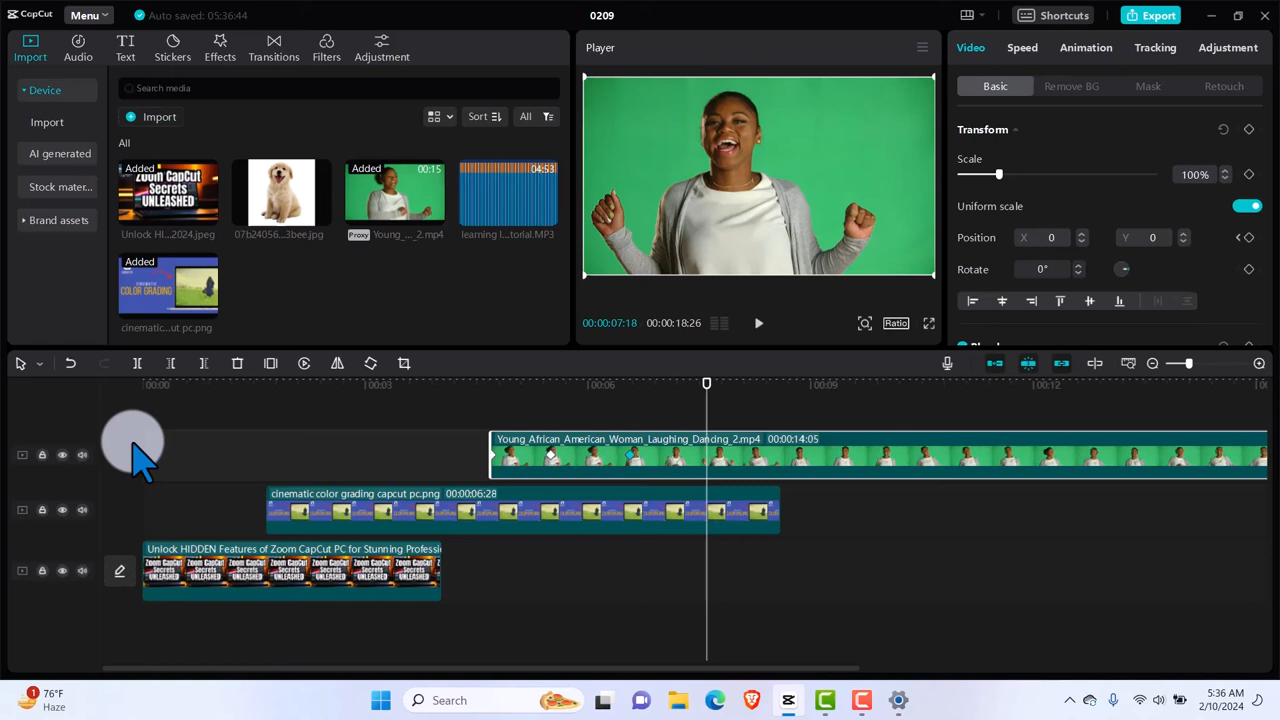 CapCut
Menu
Auto saved: 05:36:44
0209
Shortcuts
Export
Import
Audio
Text
Stickers
Effects
Transitions
Filters
Adjustment
Player
Video
Speed
Animation
Tracking
Adjustment
Device
Import
AI generated
Stock mater...
Brand assets
Search media
Import
Sort
All
All
Added
Zoom CapCut
Secrets
UNLEASHED
Unlock HI...2024.jpeg
07b24056...3bee.jpg
Added
00:15
Proxy
Young_..._2.mp4
04:53
learning l...torial.MP3
Added
COLOR GRADING
cinematic...ut pc.png
00:00:07:18
00:00:18:26
Ratio
Basic
Remove BG
Mask
Retouch
Transform
Scale
100%
Uniform scale
Position
X
0
Y
0
Rotate
0°
00:00
00:03
00:06
00:09
00:12
Young_African_American_Woman_Laughing_Dancing_2.mp4 00:00:14:05
cinematic color grading capcut pc.png 00:00:06:28
Unlock HIDDEN Features of Zoom CapCut PC for Stunning Professi
76°F
Haze
1
Search
5:36 AM
2/10/2024